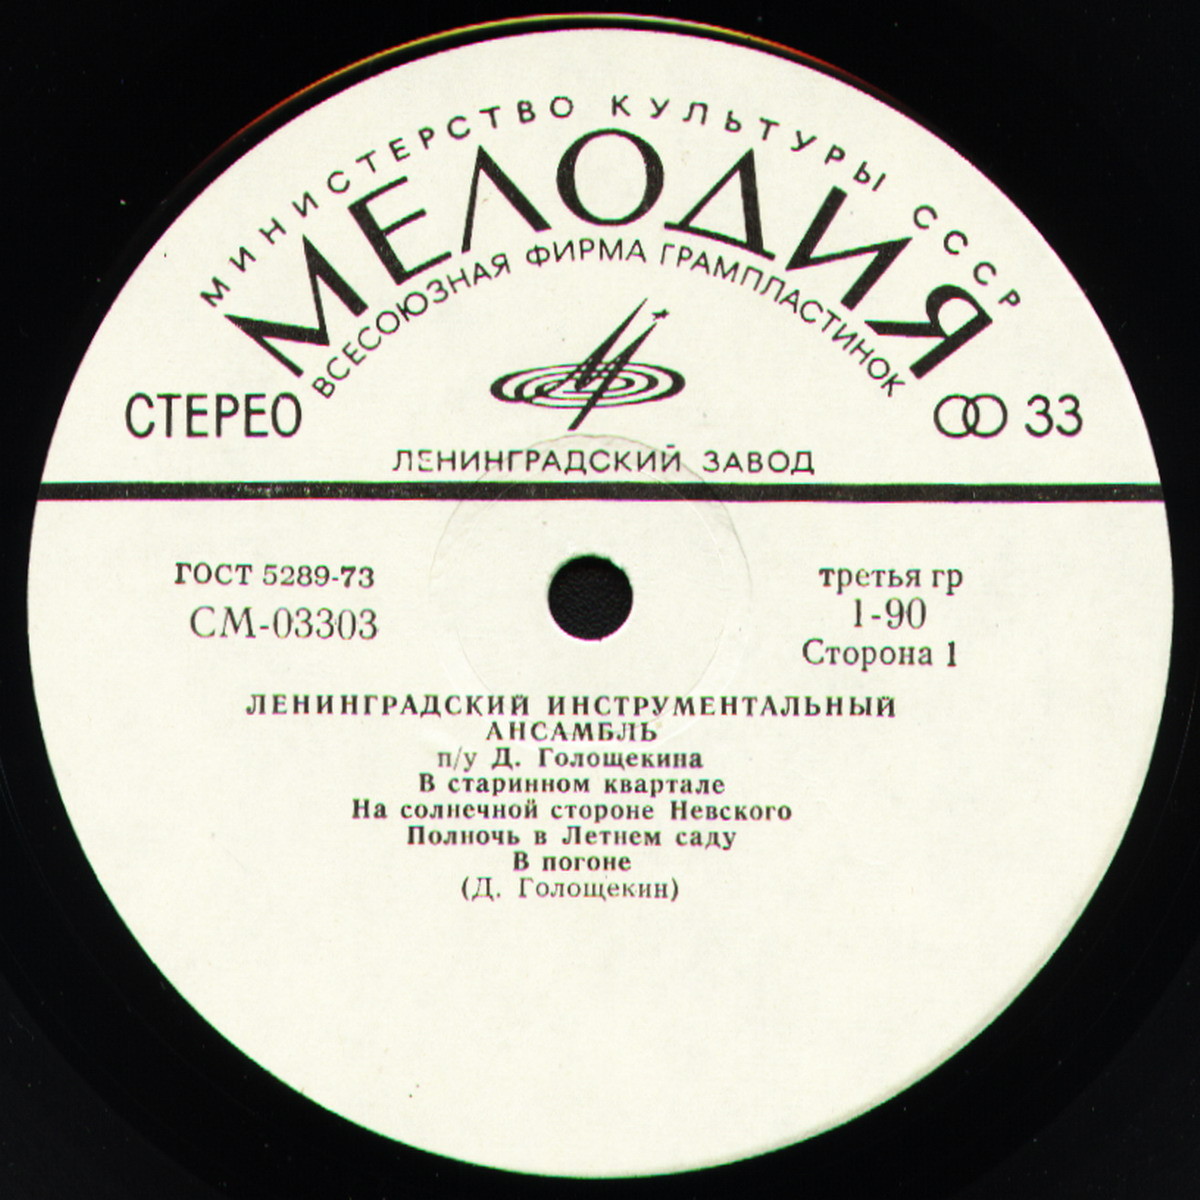 МИНИСТЕРСТВО КУЛЬТУРЫ СССР
МЕЛОДИЯ
ВСЕСОЮЗНАЯ ФИРМА ГРАМПЛАСТИНОК
СТЕРЕО
33
ЛЕНИНГРАДСКИЙ ЗАВОД
ГОСТ 5289-73
СМ-03303
третья гр
1-90
Сторона 1
ЛЕНИНГРАДСКИЙ ИНСТРУМЕНТАЛЬНЫЙ
АНСАМБЛЬ
п/у Д. Голощекина
В старинном квартале
На солнечной стороне Невского
Полночь в Летнем саду
В погоне
(Д. Голощекин)